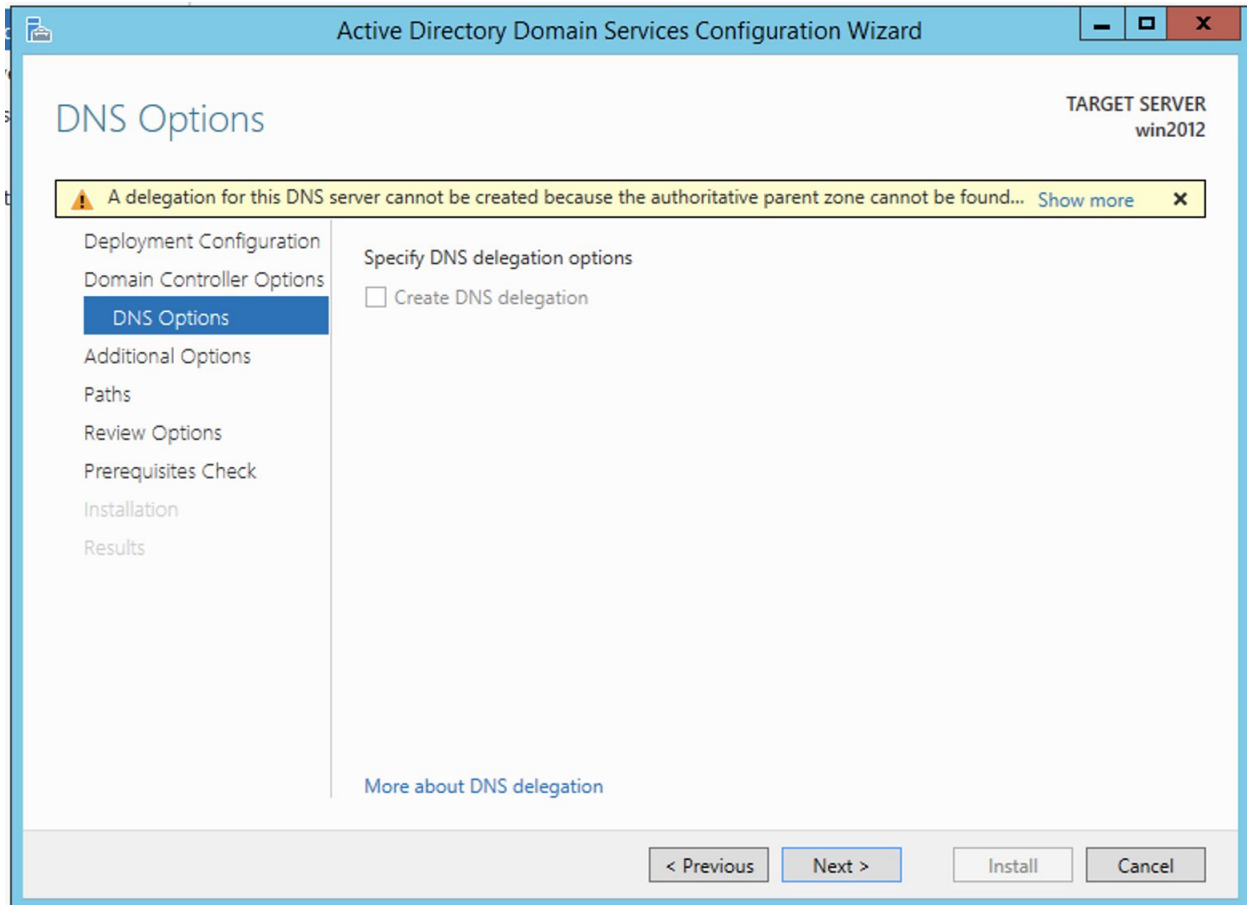 Active Directory Domain Services Configuration Wizard
DNS Options
TARGET SERVER
win2012
A delegation for this DNS server cannot be created because the authoritative parent zone cannot be found... Show more
Deployment Configuration
Domain Controller Options
DNS Options
Additional Options
Paths
Review Options
Prerequisites Check
Installation
Results
Specify DNS delegation options
Create DNS delegation
More about DNS delegation
< Previous
Next >
Install
Cancel